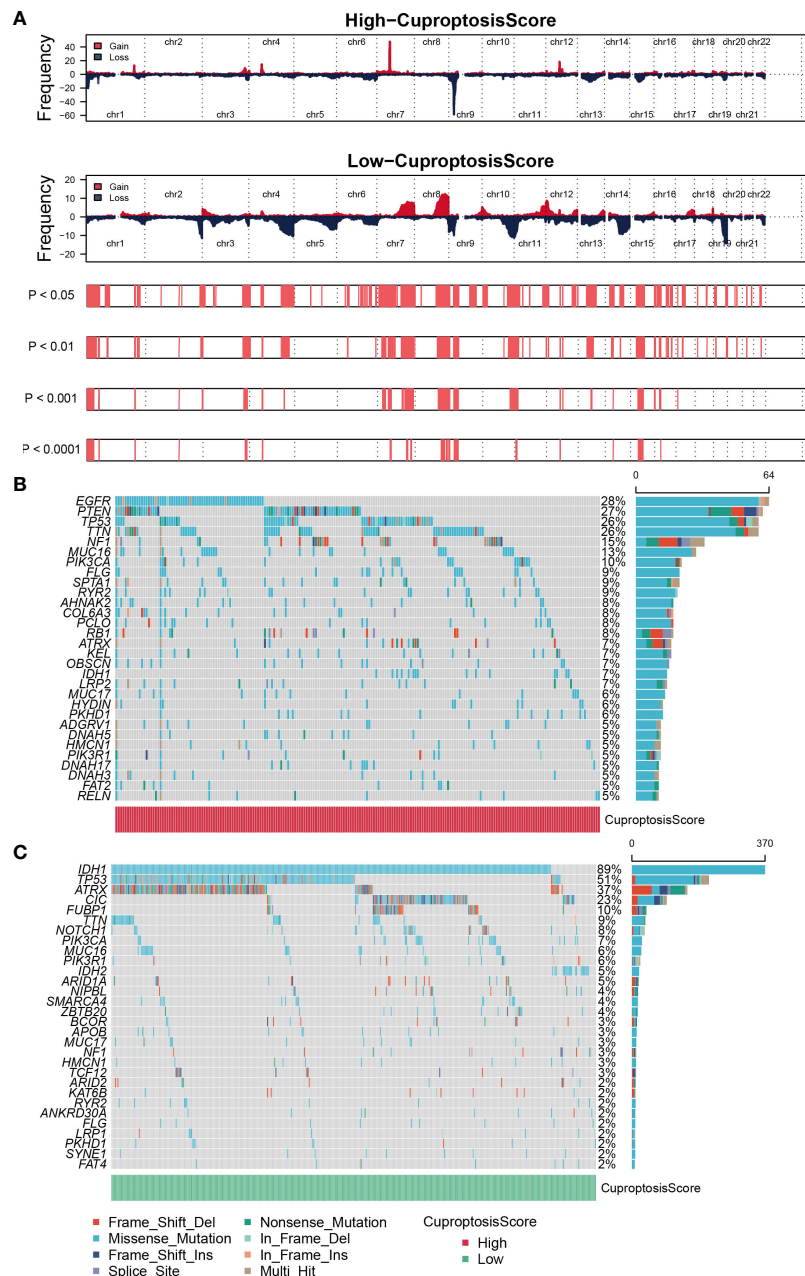 A
High-CuproptosisScore
Frequency
40
20
0
-20
-40
-60
Gain
Loss
chr2 chr4 chr6 chr8 chr10 chr12 chr14 chr16 chr18 chr20 chr22
chr1 chr3 chr5 chr7 chr9 chr11 chr13 chr15 chr17 chr19 chr21
Low-CuproptosisScore
Frequency
20
10
0
-10
-20
Gain
Loss
chr2 chr4 chr6 chr8 chr10 chr12 chr14 chr16 chr18 chr20 chr22
chr1 chr3 chr5 chr7 chr9 chr11 chr13 chr15 chr17 chr19 chr21
P < 0.05
P < 0.01
P < 0.001
P < 0.0001
B
0 64
EGFR 28%
PTEN 27%
TP53 26%
TTN 26%
NF1 15%
MUC16 13%
PIK3CA 10%
FLG 9%
SPTA1 9%
RYR2 9%
AHNAK2 8%
COL6A3 8%
PCLO 8%
RB1 8%
ATRX 7%
KEL 7%
OBSCN 7%
IDH1 7%
LRP2 7%
MUC17 6%
HYDIN 6%
PKHD1 6%
ADGRV1 5%
DNAH5 5%
HMCN1 5%
PIK3R1 5%
DNAH17 5%
DNAH3 5%
FAT2 5%
RELN 5%
CuproptosisScore
C
0 370
IDH1 89%
TP53 51%
ATRX 37%
CIC 23%
FUBP1 10%
TTN 9%
NOTCH1 8%
PIK3CA 7%
MUC16 6%
PIK3R1 6%
IDH2 5%
ARID1A 5%
NIPBL 4%
SMARCA4 4%
ZBTB20 4%
BCOR 3%
APOB 3%
MUC17 3%
NF1 3%
HMCN1 3%
TCF12 3%
ARID2 2%
KAT6B 2%
RYR2 2%
ANKRD30A 2%
FLG 2%
LRP1 2%
PKHD1 2%
SYNE1 2%
FAT4 2%
CuproptosisScore
Frame_Shift_Del Nonsense_Mutation CuproptosisScore
Missense_Mutation In_Frame_Del High
Frame_Shift_Ins In_Frame_Ins Low
Splice_Site Multi_Hit